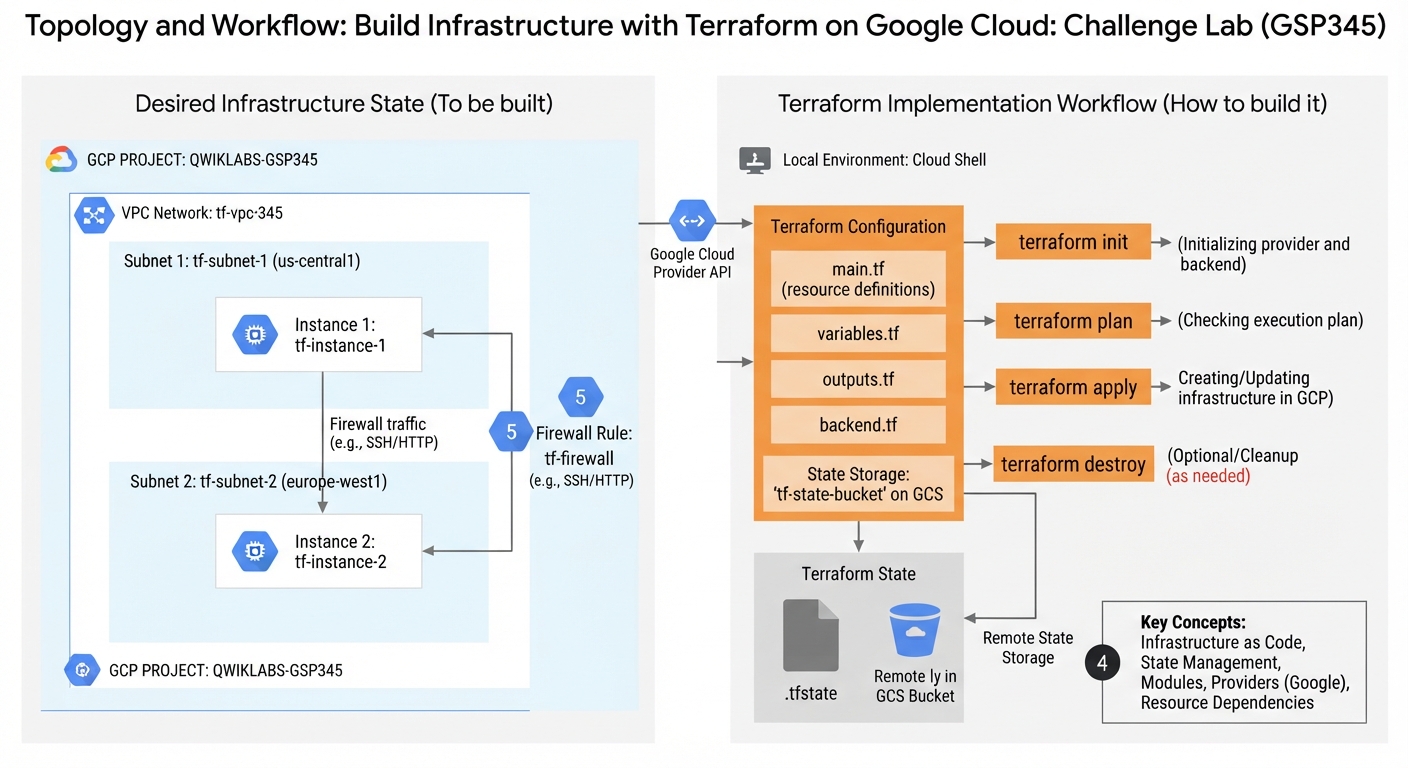 Topology and Workflow: Build Infrastructure with Terraform on Google Cloud: Challenge Lab (GSP345)
Desired Infrastructure State (To be built)
GCP PROJECT: QWIKLABS-GSP345
VPC Network: tf-vpc-345
Subnet 1: tf-subnet-1 (us-central1)
Instance 1:
tf-instance-1
Firewall traffic
(e.g., SSH/HTTP)
5
5
Firewall Rule:
tf-firewall
(e.g., SSH/HTTP)
Subnet 2: tf-subnet-2 (europe-west1)
Instance 2:
tf-instance-2
GCP PROJECT: QWIKLABS-GSP345
Google Cloud
Provider API
Terraform Implementation Workflow (How to build it)
Local Environment: Cloud Shell
Terraform Configuration
main.tf
(resource definitions)
variables.tf
outputs.tf
backend.tf
State Storage:
'tf-state-bucket' on GCS
terraform init
(Initializing provider and
backend)
terraform plan
(Checking execution plan)
terraform apply
Creating/Updating
infrastructure in GCP)
terraform destroy
(Optional/Cleanup
(as needed)
Terraform State
.tfstate
Remote ly in
GCS Bucket
Remote State
Storage
4
Key Concepts:
Infrastructure as Code,
State Management,
Modules, Providers (Google),
Resource Dependencies